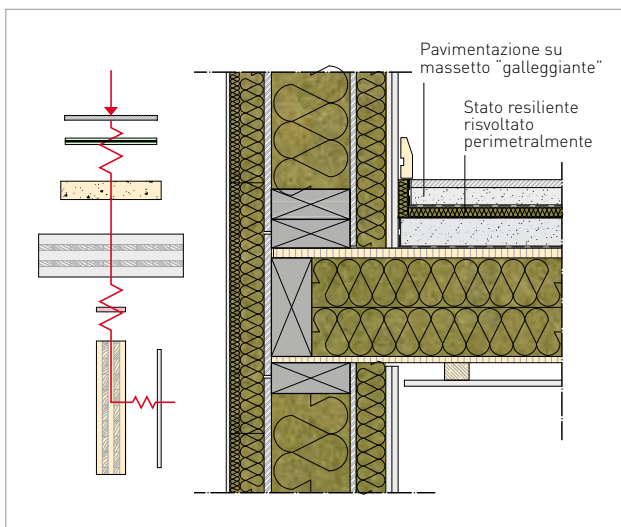 Pavimentazione su
massetto "galleggiante"
Stato resiliente
risvoltato
perimetralmente